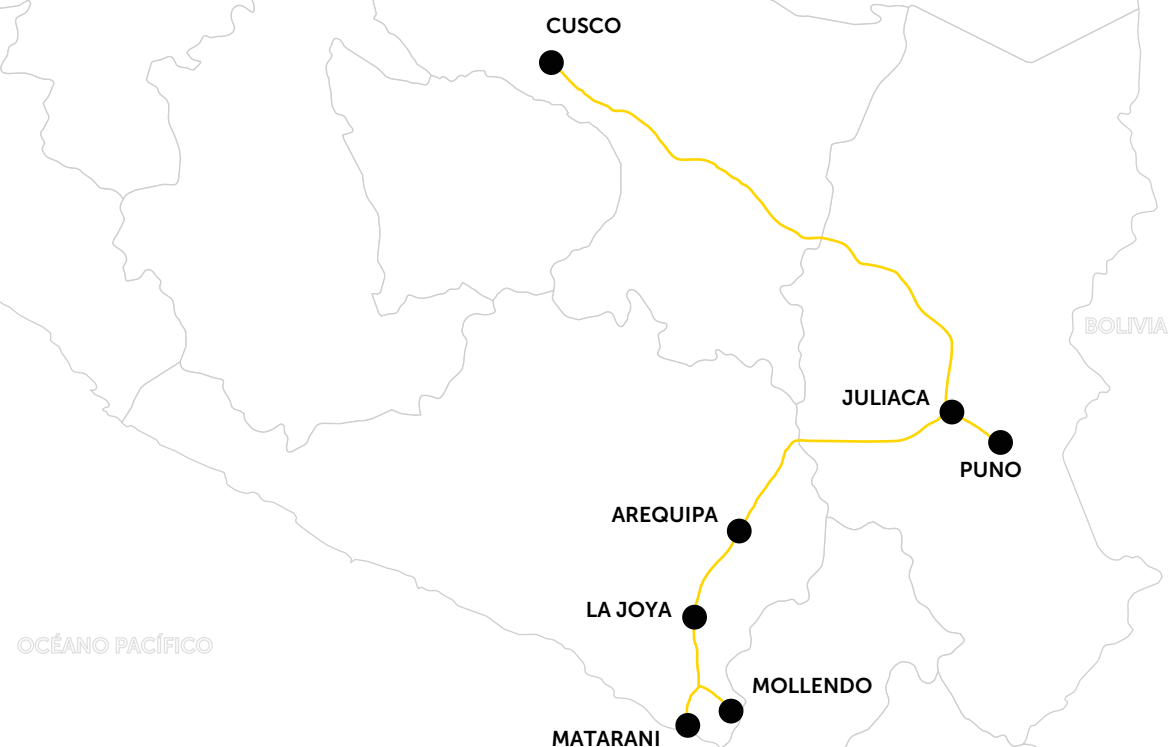 CUSCO
BOLIVIA
JULIACA
PUNO
AREQUIPA
LA JOYA
OCÉANO PACÍFICO
MOLLENDO
MATARANI